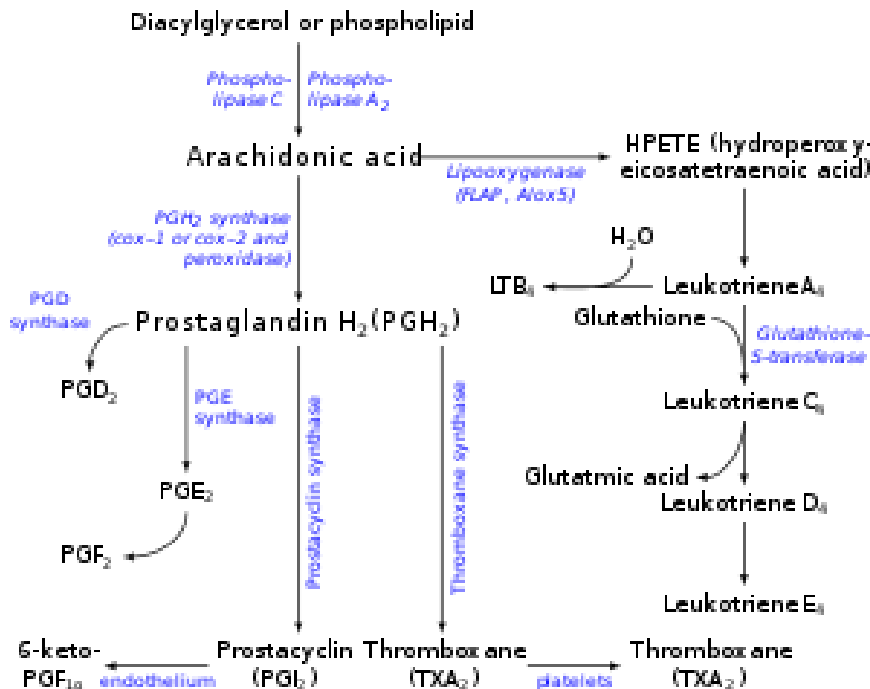 Diacylglycerol or phospholipid
Phospho-
lipase C
Phospho-
lipase A₂
Arachidonic acid
Lipooxygenase
(FLAP, Alox5)
HPETE (hydroperoxy-
eicosatetraenoic acid)
PGH₂ synthase
(cox-1 or cox-2 and
peroxidase)
H₂O
LTB₄
Leukotriene A₄
PGD
synthase
Prostaglandin H₂(PGH₂)
Glutathione
Glutathione-
S-transferase
PGD₂
PGE
synthase
Leukotriene C₄
Prostacyclin synthase
Thromboxane synthase
Glutatmic acid
PGE₂
Leukotriene D₄
PGF₂
Leukotriene E₄
6-keto-
PGF₁α
endothelium
Prostacyclin
(PGI₂)
Thromboxane
(TXA₂)
platelets
Thromboxane
(TXA₂)